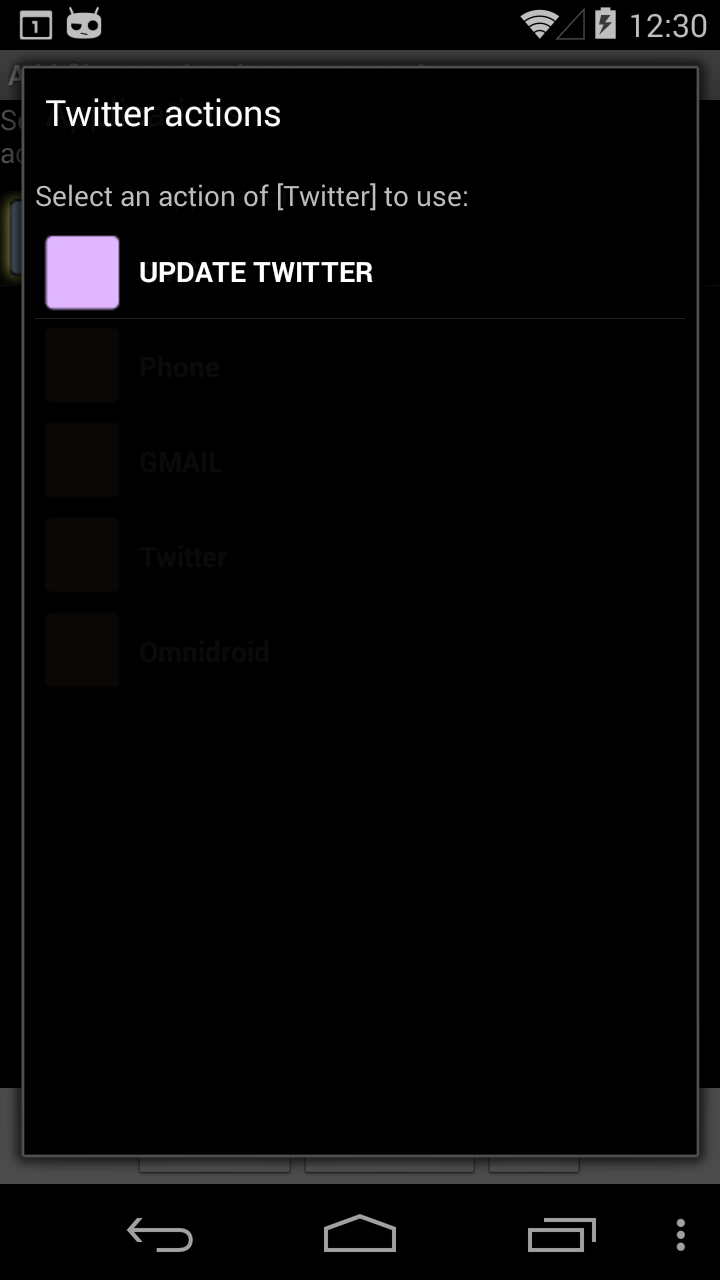 1
12:30
Twitter actions
Select an action of [Twitter] to use:
UPDATE TWITTER
Phone
GMAIL
Twitter
Omnidroid